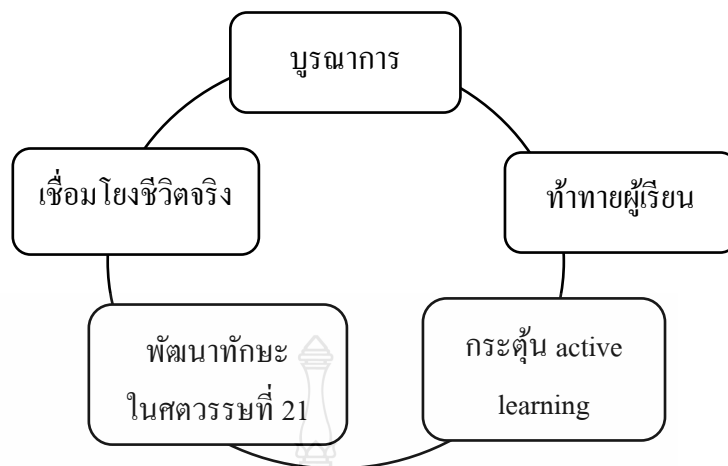 บูรณาการ
เชื่อมโยงชีวิตจริง
ท้าทายผู้เรียน
พัฒนาทักษะ
ในศตวรรษที่ 21
กระตุ้น active
learning